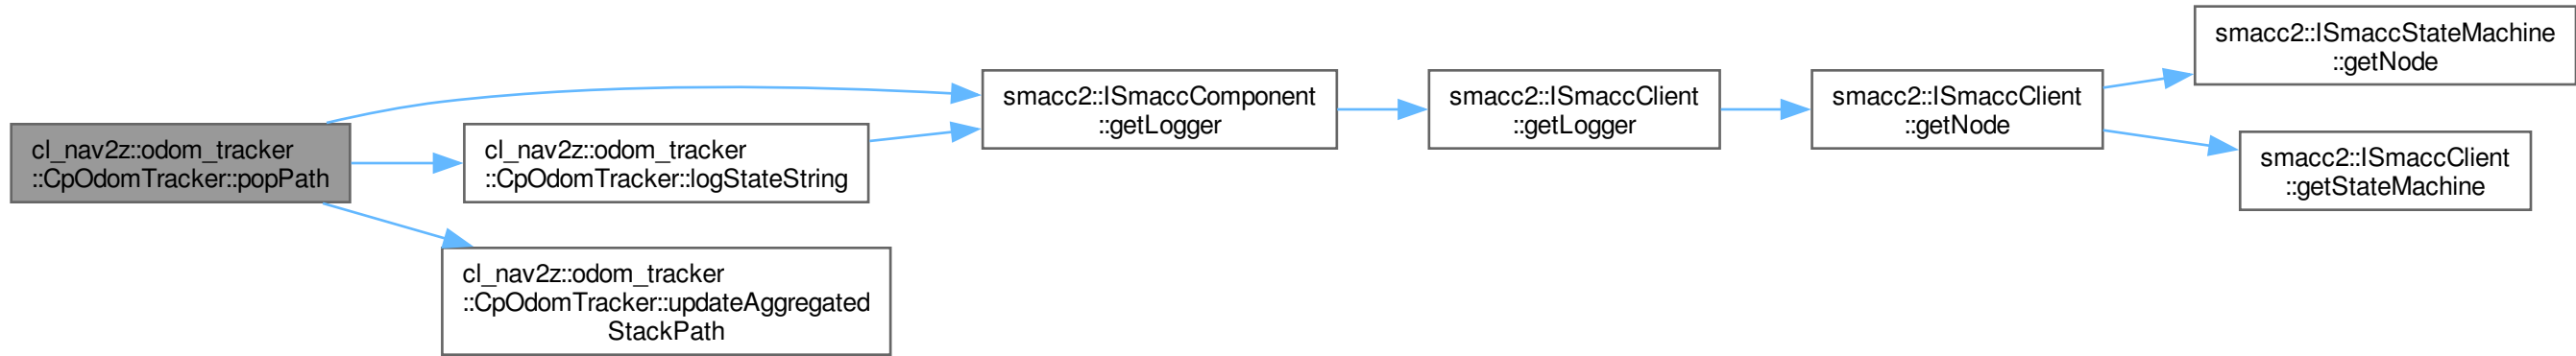 cl_nav2z::odom_tracker
::CpOdomTracker::popPath
cl_nav2z::odom_tracker
::CpOdomTracker::logStateString
cl_nav2z::odom_tracker
::CpOdomTracker::updateAggregated
StackPath
smacc2::ISmaccComponent
::getLogger
smacc2::ISmaccClient
::getLogger
smacc2::ISmaccClient
::getNode
smacc2::ISmaccStateMachine
::getNode
smacc2::ISmaccClient
::getStateMachine